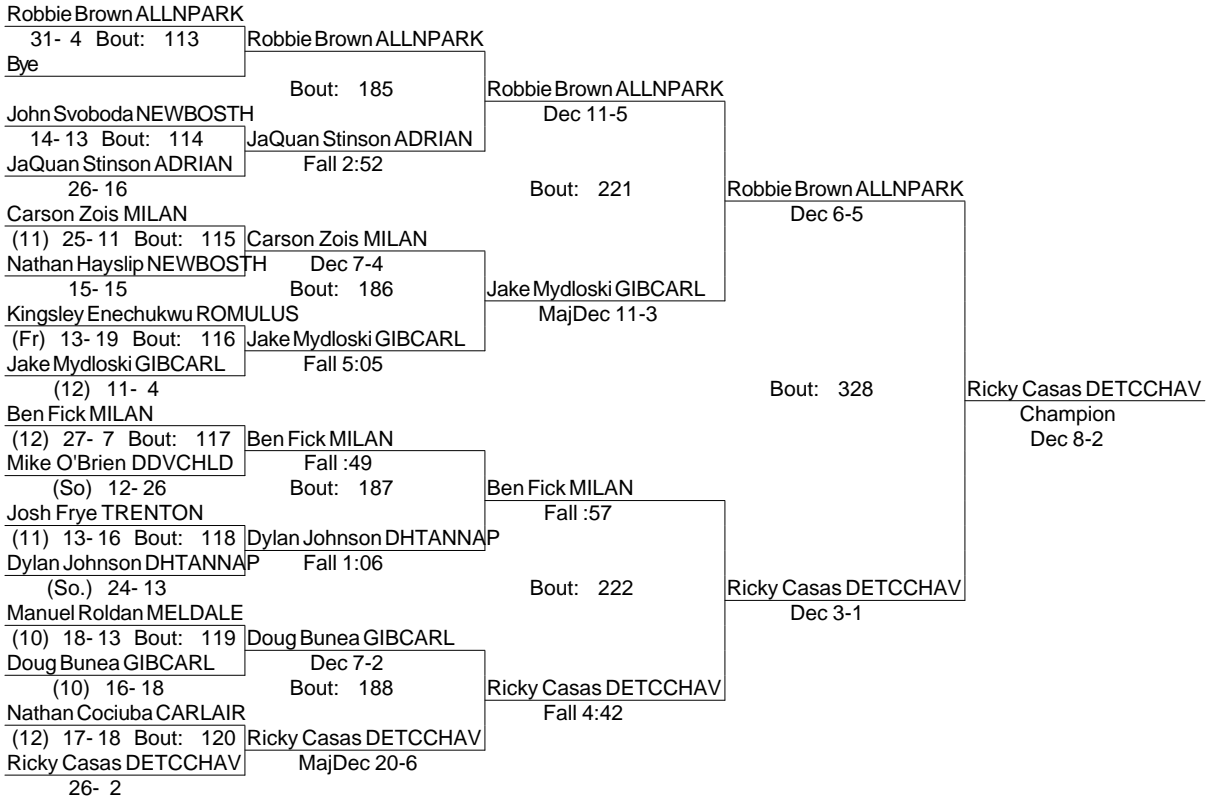 Robbie Brown ALLNPARK
31- 4 Bout: 113 Robbie Brown ALLNPARK
Bye
Bout: 185 Robbie Brown ALLNPARK
John Svoboda NEWBOSTH Dec 11-5
14- 13 Bout: 114 JaQuan Stinson ADRIAN
JaQuan Stinson ADRIAN Fall 2:52
26- 16 Bout: 221 Robbie Brown ALLNPARK
Carson Zois MILAN Dec 6-5
(11) 25- 11 Bout: 115 Carson Zois MILAN
Nathan Hayslip NEWBOSTH Dec 7-4
15- 15 Bout: 186 Jake Mydloski GIBCARL
Kingsley Enechukwu ROMULUS MajDec 11-3
(Fr) 13- 19 Bout: 116 Jake Mydloski GIBCARL
Jake Mydloski GIBCARL Fall 5:05
(12) 11- 4 Bout: 328 Ricky Casas DETCCHAV
Ben Fick MILAN Champion
(12) 27- 7 Bout: 117 Ben Fick MILAN Dec 8-2
Mike O'Brien DDVCHLD Fall :49
(So) 12- 26 Bout: 187 Ben Fick MILAN
Josh Frye TRENTON Fall :57
(11) 13- 16 Bout: 118 Dylan Johnson DHTANNAP
Dylan Johnson DHTANNAP Fall 1:06
(So.) 24- 13 Bout: 222 Ricky Casas DETCCHAV
Manuel Roldan MELDALE Dec 3-1
(10) 18- 13 Bout: 119 Doug Bunea GIBCARL
Doug Bunea GIBCARL Dec 7-2
(10) 16- 18 Bout: 188 Ricky Casas DETCCHAV
Nathan Cociuba CARLAIR Fall 4:42
(12) 17- 18 Bout: 120 Ricky Casas DETCCHAV
Ricky Casas DETCCHAV MajDec 20-6
26- 2